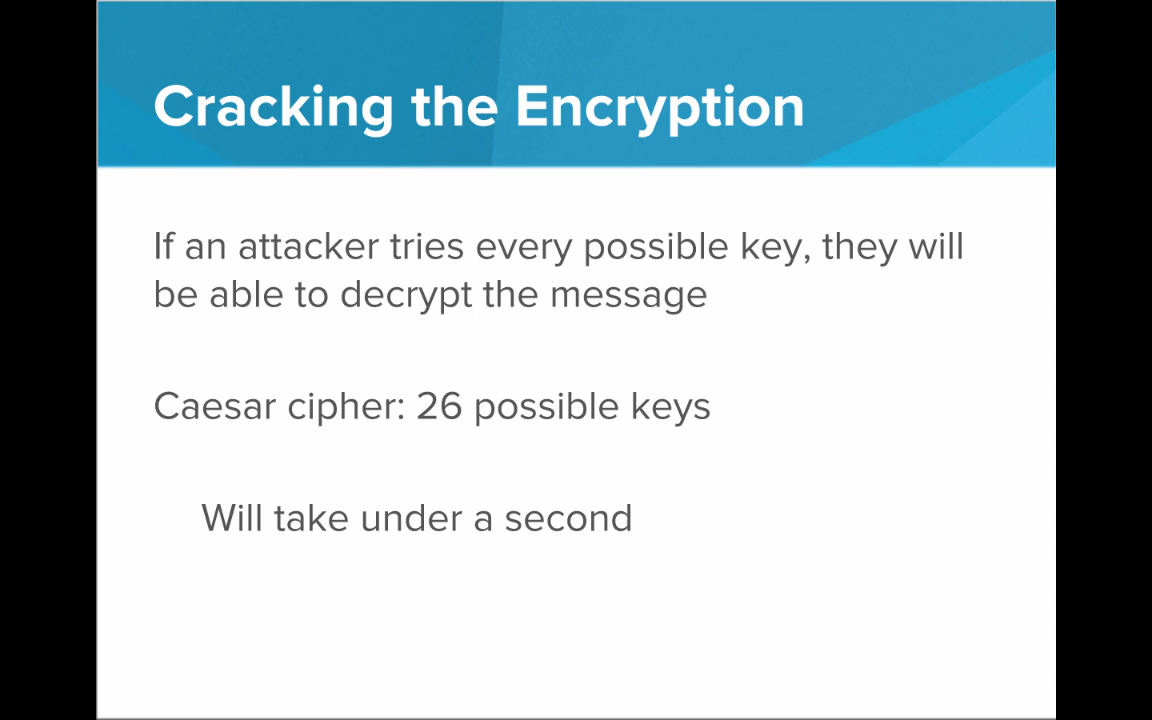 Cracking the Encryption
If an attacker tries every possible key, they will
be able to decrypt the message
Caesar cipher: 26 possible keys
Will take under a second